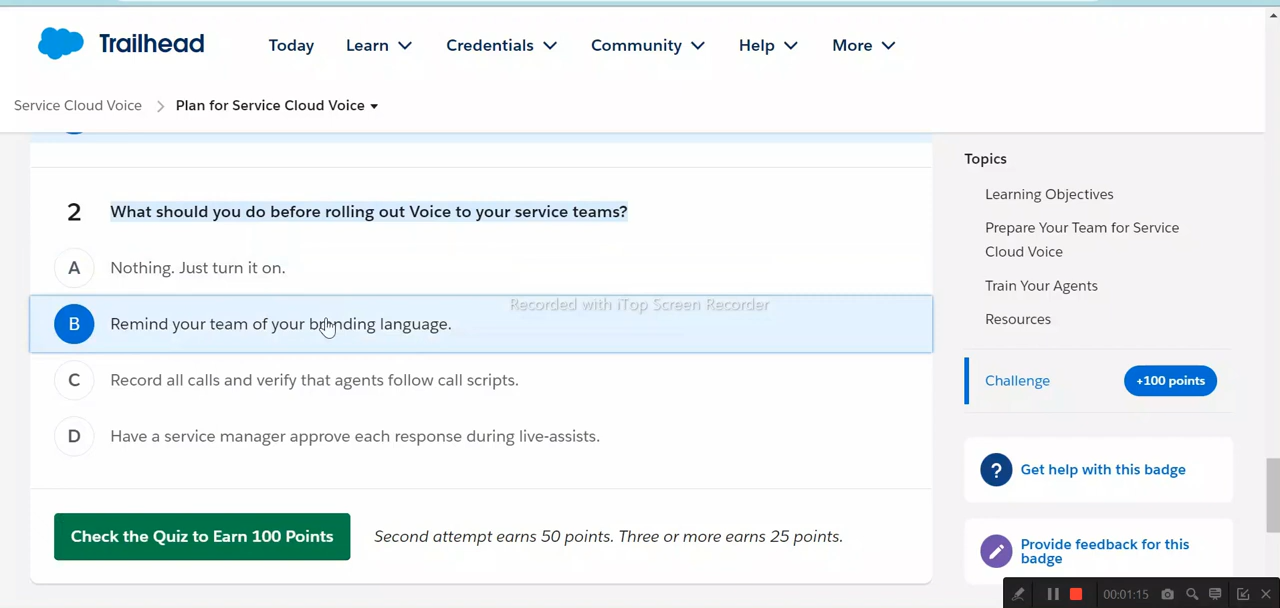 Trailhead
Today Learn Credentials Community Help More
Service Cloud Voice Plan for Service Cloud Voice
2 What should you do before rolling out Voice to your service teams?
A Nothing. Just turn it on.
B Remind your team of your branding language.
C Record all calls and verify that agents follow call scripts.
D Have a service manager approve each response during live-assists.
Check the Quiz to Earn 100 Points
Second attempt earns 50 points. Three or more earns 25 points.
Recorded with iTop Screen Recorder
Topics
Learning Objectives
Prepare Your Team for Service
Cloud Voice
Train Your Agents
Resources
Challenge +100 points
? Get help with this badge
Provide feedback for this
badge
00:01:15